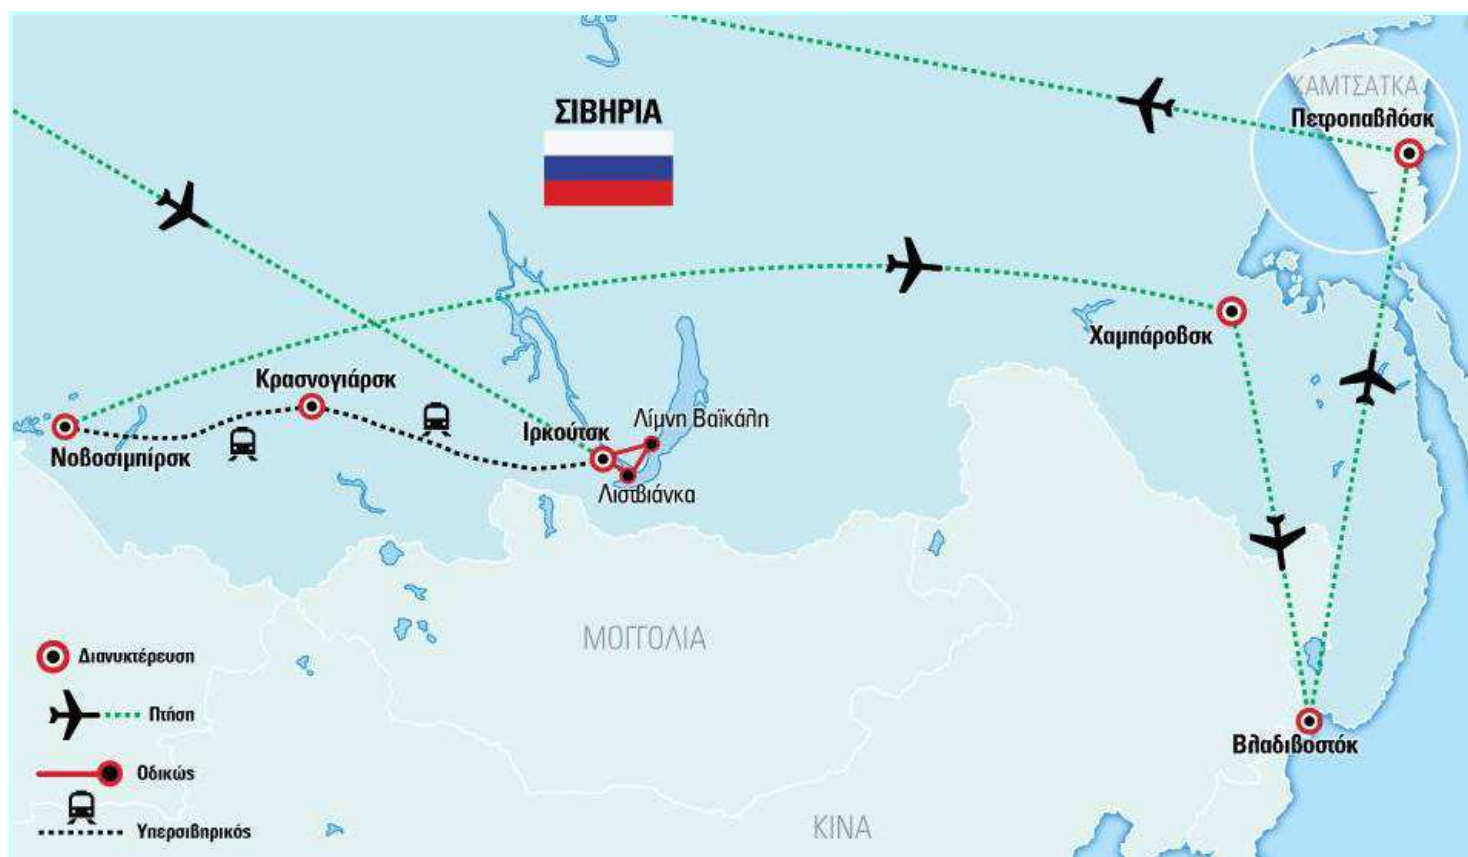 ΣΙΒΗΡΙΑ
ΚΑΜΤΣΑΤΚΑ
Πετροπαβλόσκ
Χαμπάροβσκ
Κρασνογιάρσκ
Λίμνη Βαϊκάλη
Ιρκούτσκ
Νοβοσιμπίρσκ
Λιστβιάνκα
ΜΟΓΓΟΛΙΑ
Βλαδιβοστόκ
ΚΙΝΑ
Διανυκτέρευση
Πτήση
Οδικώς
Υπερσιβηρικός